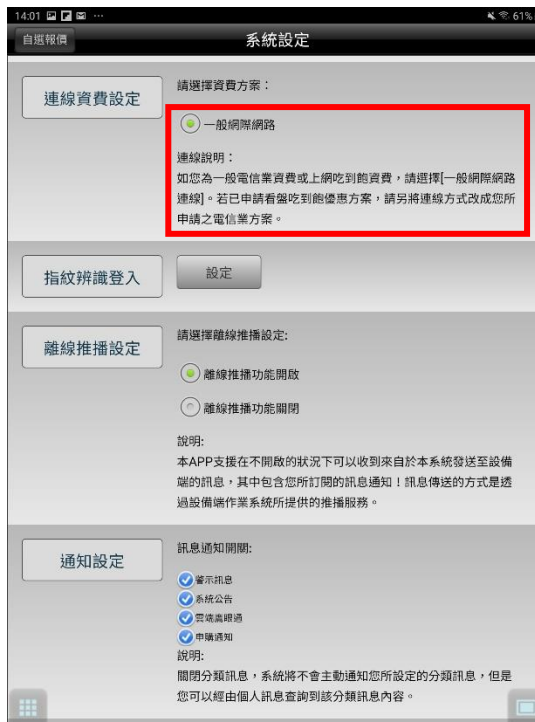 14:01 ... 61%
自選報價 系統設定
連線資費設定
請選擇資費方案：
一般網際網路
連線說明：
如您為一般電信業資費或上網吃到飽資費，請選擇[一般網際網路
連線]。若已申請看盤吃到飽優惠方案，請另將連線方式改成您所
申請之電信業方案。
指紋辨識登入
設定
離線推播設定
請選擇離線推播設定:
離線推播功能開啟
離線推播功能關閉
說明:
本APP支援在不開啟的狀況下可以收到來自於本系統發送至設備
端的訊息，其中包含您所訂閱的訊息通知！訊息傳送的方式是透
過設備端作業系統所提供的推播服務。
通知設定
訊息通知開關:
警示訊息
系統公告
雲端高眼通
申購通知
說明:
關閉分類訊息，系統將不會主動通知您所設定的分類訊息，但是
您可以經由個人訊息查詢到該分類訊息內容。